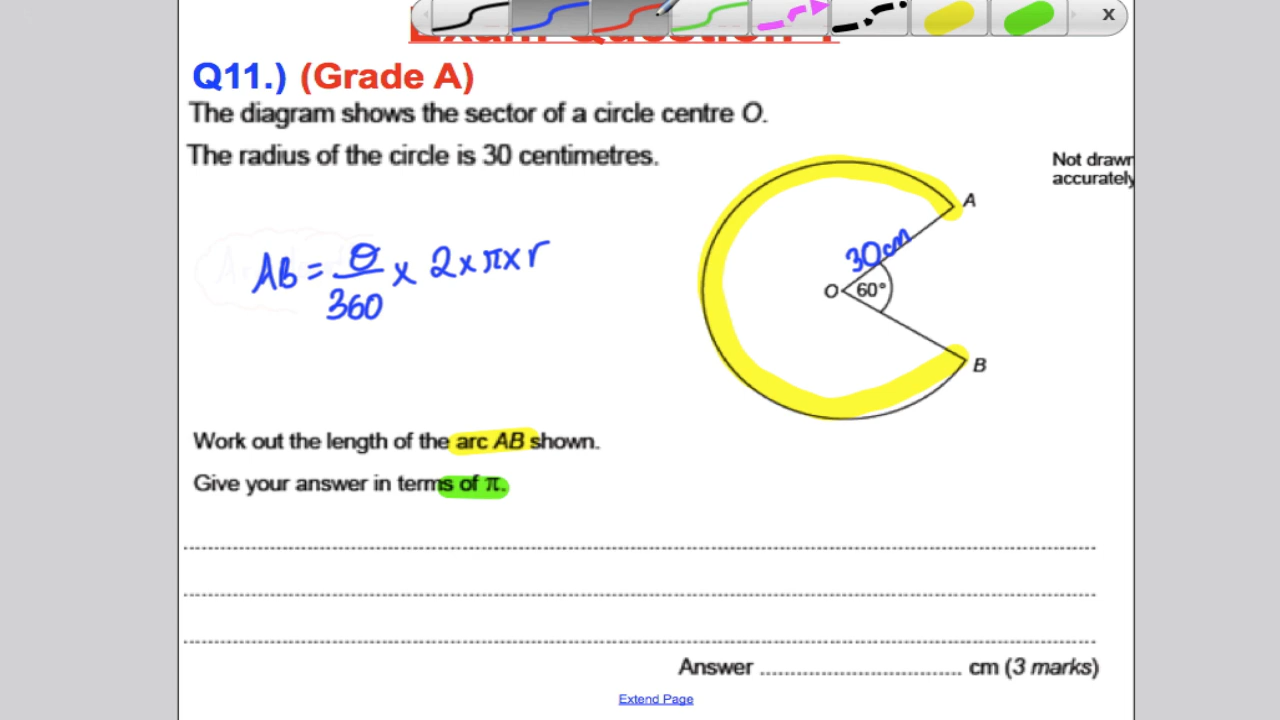 x
Q11.) (Grade A)
The diagram shows the sector of a circle centre O.
The radius of the circle is 30 centimetres.
Not drawn
accurately
A
30cm
AB = θ/360 × 2 × π × r
O 60°
B
Work out the length of the arc AB shown.
Give your answer in terms of π.
Answer .................................. cm (3 marks)
Extend Page